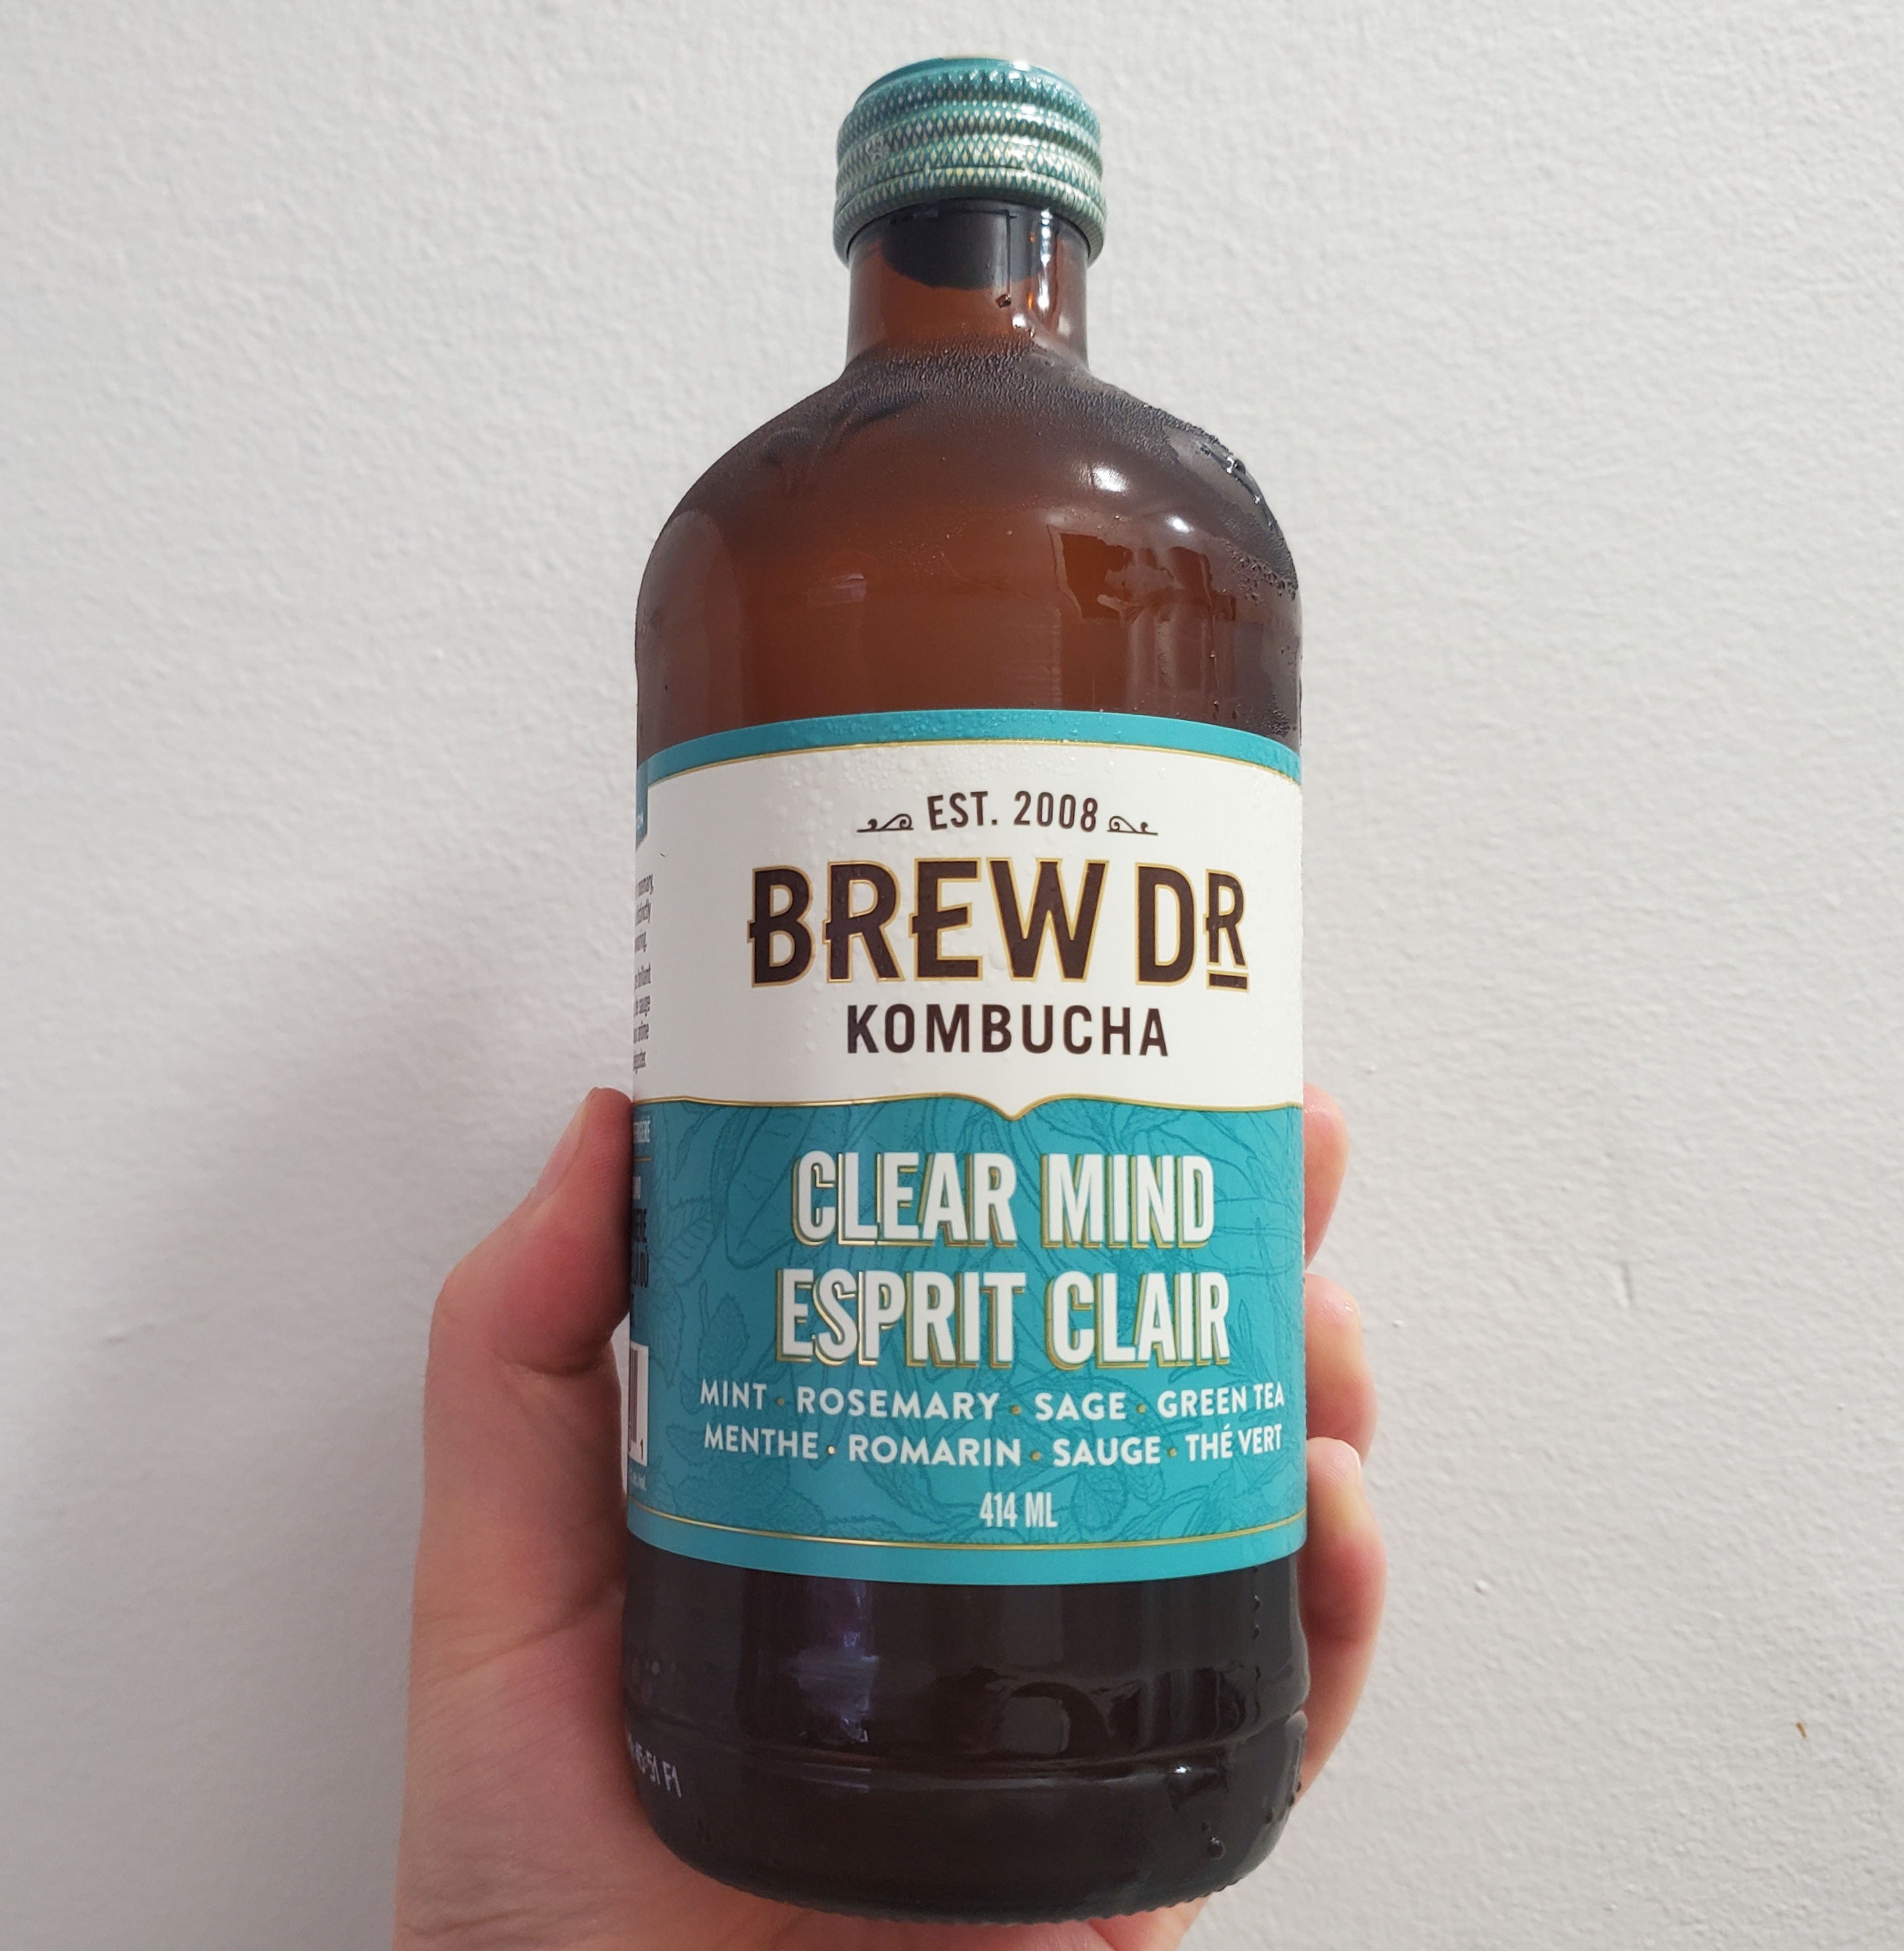 EST. 2008
BREW DR
KOMBUCHA
CLEAR MIND
ESPRIT CLAIR
MINT · ROSEMARY · SAGE · GREEN TEA
MENTHE · ROMARIN · SAUGE · THÉ VERT
414 ML